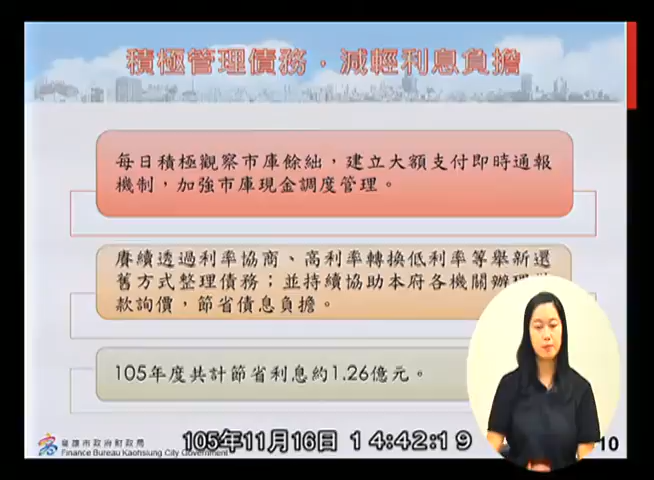 積極管理債務，減輕利息負擔
每日積極觀察市庫餘絀，建立大額支付即時通報
機制，加強市庫現金調度管理。
賡續透過利率協商、高利率轉換低利率等舉新還
舊方式整理債務；並持續協助本府各機關辦理
款詢價，節省債息負擔。
105年度共計節省利息約1.26億元。
高雄市政府財政局
Finance Bureau Kaohsiung City Government
105年11月16日 14:42:19
10